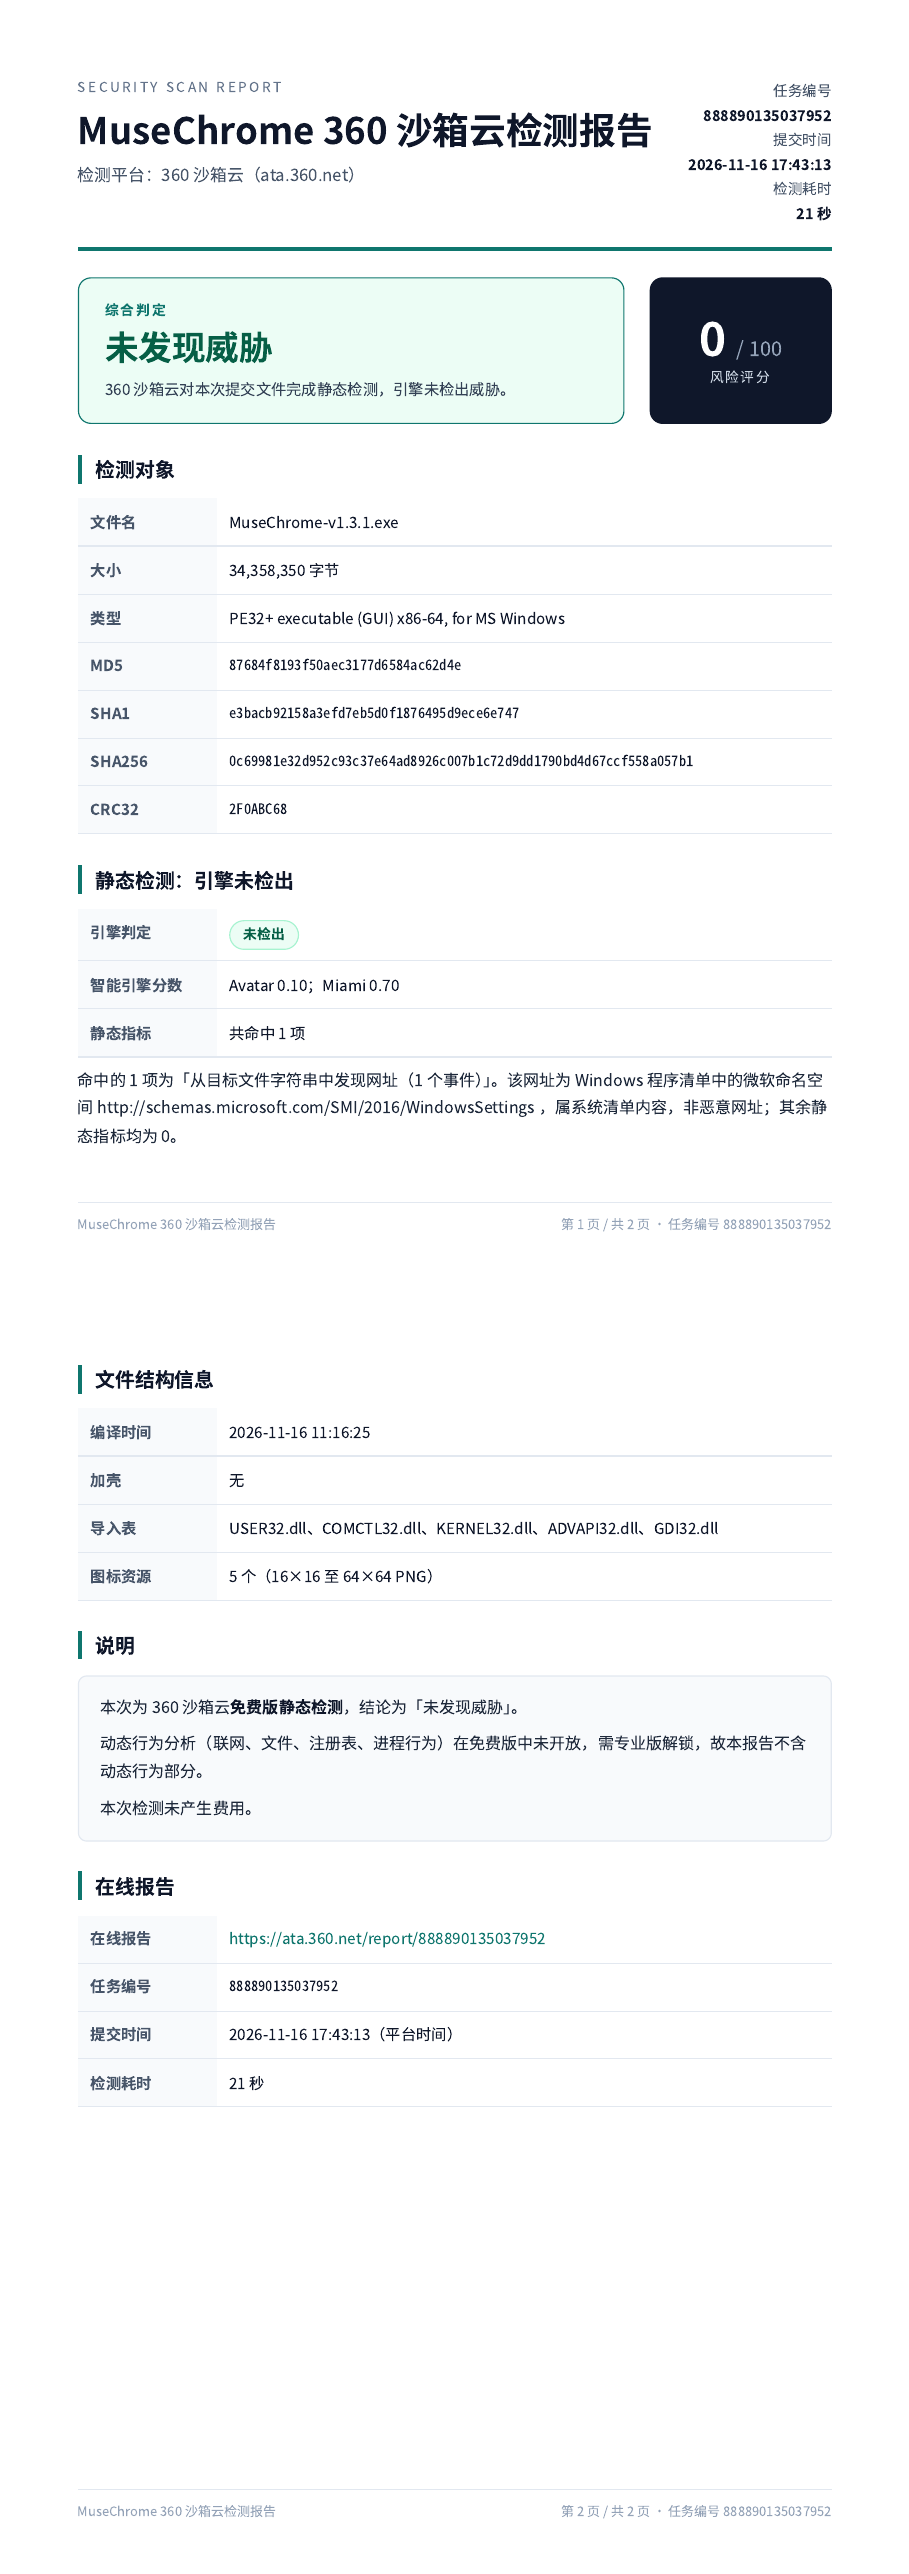 SECURITY SCAN REPORT
MuseChrome 360 沙箱云检测报告
检测平台：360 沙箱云（ata.360.net）
任务编号
888890135037952
提交时间
2026-11-16 17:43:13
检测耗时
21 秒
综合判定
未发现威胁
360 沙箱云对本次提交文件完成静态检测，引擎未检出威胁。
0 / 100
风险评分
检测对象
文件名 MuseChrome-v1.3.1.exe
大小 34,358,350 字节
类型 PE32+ executable (GUI) x86-64, for MS Windows
MD5 87684f8193f50aec3177d6584ac62d4e
SHA1 e3bacb92158a3efd7eb5d0f1876495d9ece6e747
SHA256 0c69981e32d952c93c37e64ad8926c007b1c72d9dd1790bd4d67ccf558a057b1
CRC32 2F0ABC68
静态检测：引擎未检出
引擎判定 未检出
智能引擎分数 Avatar 0.10；Miami 0.70
静态指标 共命中 1 项
命中的 1 项为「从目标文件字符串中发现网址（1 个事件）」。该网址为 Windows 程序清单中的微软命名空
间 http://schemas.microsoft.com/SMI/2016/WindowsSettings ，属系统清单内容，非恶意网址；其余静
态指标均为 0。
MuseChrome 360 沙箱云检测报告
第 1 页 / 共 2 页 · 任务编号 888890135037952
文件结构信息
编译时间 2026-11-16 11:16:25
加壳 无
导入表 USER32.dll、COMCTL32.dll、KERNEL32.dll、ADVAPI32.dll、GDI32.dll
图标资源 5 个（16×16 至 64×64 PNG）
说明
本次为 360 沙箱云免费版静态检测，结论为「未发现威胁」。
动态行为分析（联网、文件、注册表、进程行为）在免费版中未开放，需专业版解锁，故本报告不含
动态行为部分。
本次检测未产生费用。
在线报告
在线报告 https://ata.360.net/report/888890135037952
任务编号 888890135037952
提交时间 2026-11-16 17:43:13（平台时间）
检测耗时 21 秒
MuseChrome 360 沙箱云检测报告
第 2 页 / 共 2 页 · 任务编号 888890135037952